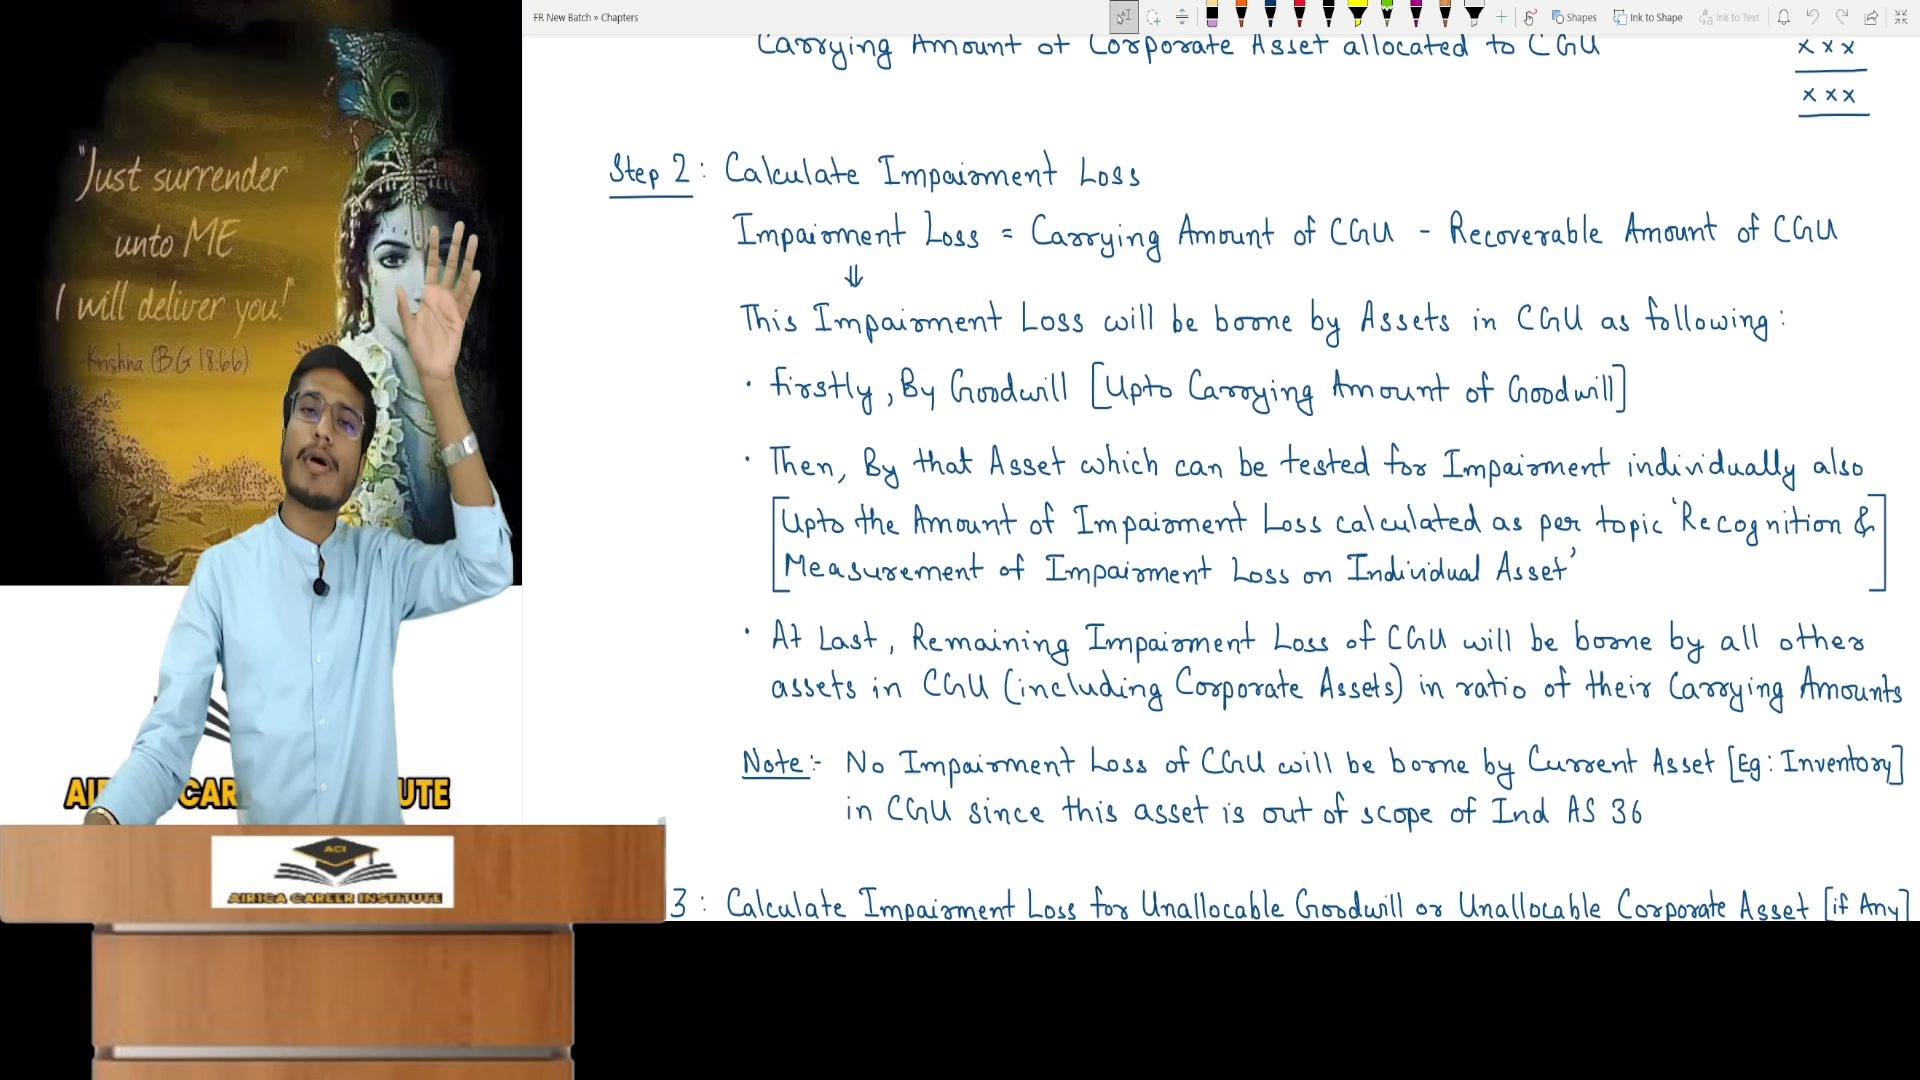 FR New Batch » Chapters
Shapes
Ink to Shape
Ink to Text
Carrying Amount of Corporate Asset allocated to CGU xxx
xxx
Step 2: Calculate Impairment Loss
Impairment Loss = Carrying Amount of CGU - Recoverable Amount of CGU
⇓
This Impairment Loss will be borne by Assets in CGU as following:
• Firstly, By Goodwill [Upto Carrying Amount of Goodwill]
• Then, By that Asset which can be tested for Impairment individually also
[Upto the Amount of Impairment Loss calculated as per topic 'Recognition &
Measurement of Impairment Loss on Individual Asset']
• At Last, Remaining Impairment Loss of CGU will be borne by all other
assets in CGU (including Corporate Assets) in ratio of their Carrying Amounts
Note:- No Impairment Loss of CGU will be borne by Current Asset [Eg: Inventory]
in CGU since this asset is out of scope of Ind AS 36
3: Calculate Impairment Loss for Unallocable Goodwill or Unallocable Corporate Asset [if Any]
"Just surrender
unto ME
I will deliver you!"
Krishna (B.G 18:66)
AI CAR UTE
ACI
AIRICA CAREER INSTITUTE